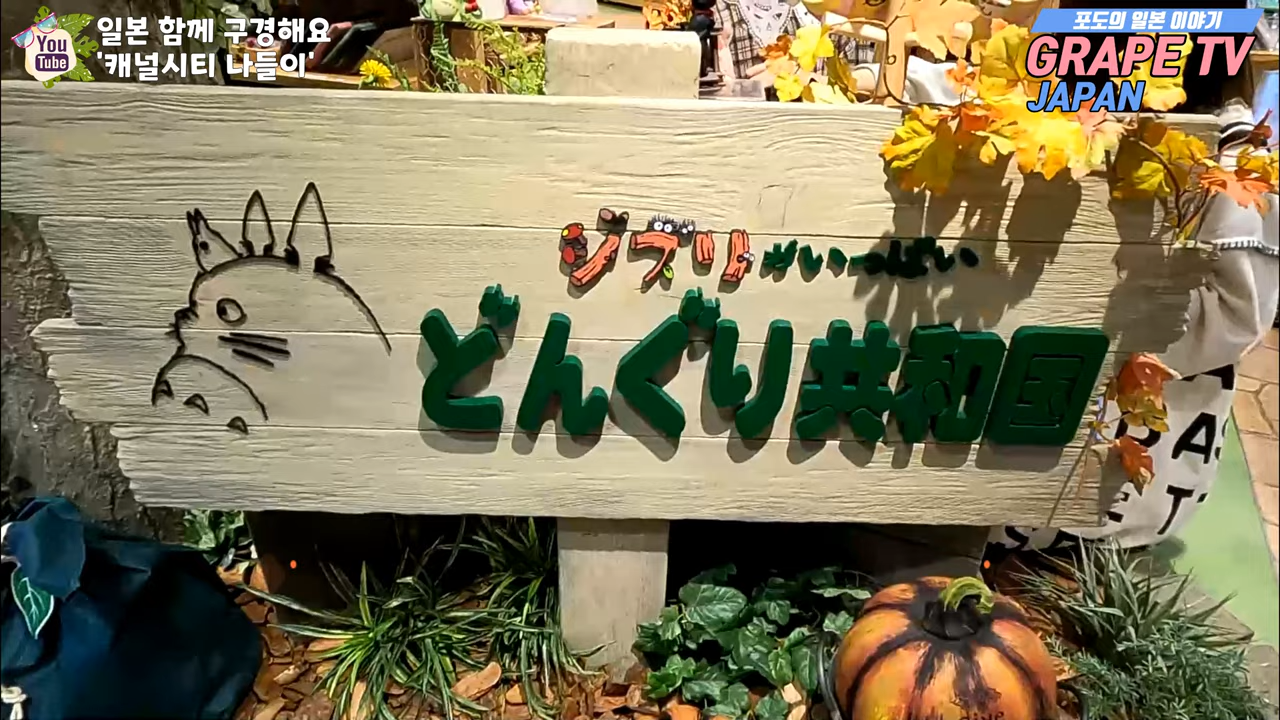 You
Tube
일본 함께 구경해요
'캐널시티 나들이'
포도의 일본 이야기
GRAPE TV
JAPAN
ジブリがいっぱい
どんぐり共和国